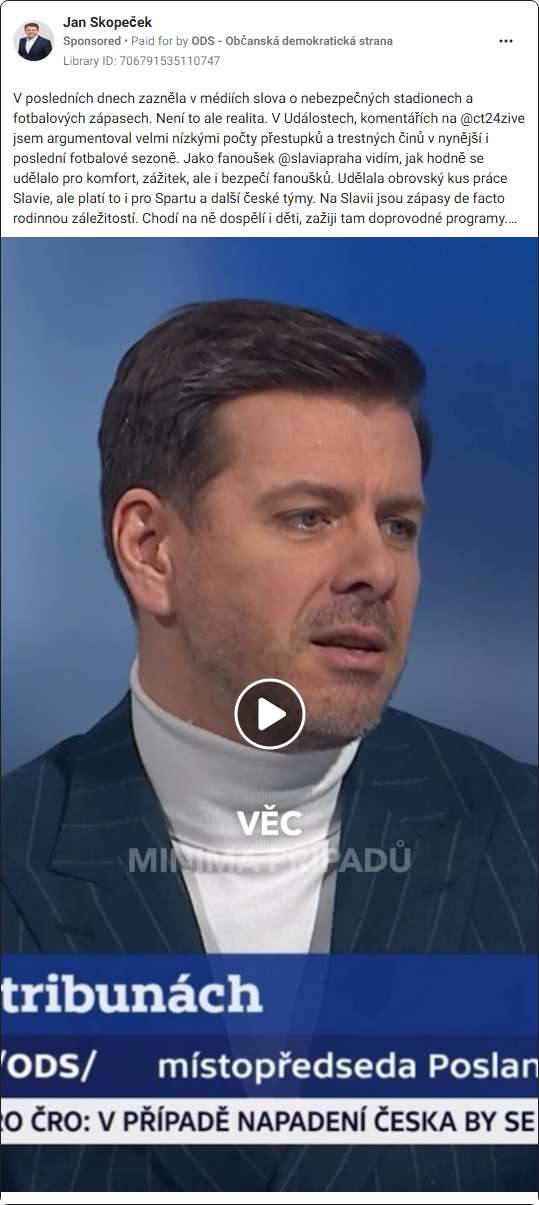 Jan Skopeček
Sponsored • Paid for by ODS - Občanská demokratická strana
Library ID: 706791535110747
V posledních dnech zazněla v médiích slova o nebezpečných stadionech a
fotbalových zápasech. Není to ale realita. V Událostech, komentářích na @ct24zive
jsem argumentoval velmi nízkými počty přestupků a trestných činů v nynější i
poslední fotbalové sezoně. Jako fanoušek @slaviapraha vidím, jak hodně se
udělalo pro komfort, zážitek, ale i bezpečí fanoušků. Udělala obrovský kus práce
Slavie, ale platí to i pro Spartu a další české týmy. Na Slavii jsou zápasy de facto
rodinnou záležitostí. Chodí na ně dospělí i děti, zažiji tam doprovodné programy....
VĚC
MINIMA PŘÍPADŮ
tribunách
/ODS/ místopředseda Poslan
O ČRO: V PŘÍPADĚ NAPADENÍ ČESKA BY SE